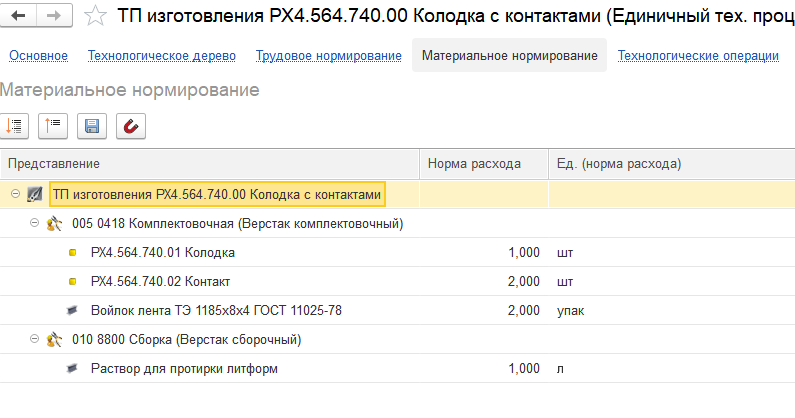 ТП изготовления РХ4.564.740.00 Колодка с контактами (Единичный тех. проц
Основное Технологическое дерево Трудовое нормирование Материальное нормирование Технологические операции
Материальное нормирование
Представление Норма расхода Ед. (норма расхода)
ТП изготовления РХ4.564.740.00 Колодка с контактами
005 0418 Комплектовочная (Верстак комплектовочный)
РХ4.564.740.01 Колодка 1,000 шт
РХ4.564.740.02 Контакт 2,000 шт
Войлок лента ТЭ 1185х8х4 ГОСТ 11025-78 2,000 упак
010 8800 Сборка (Верстак сборочный)
Раствор для протирки литформ 1,000 л